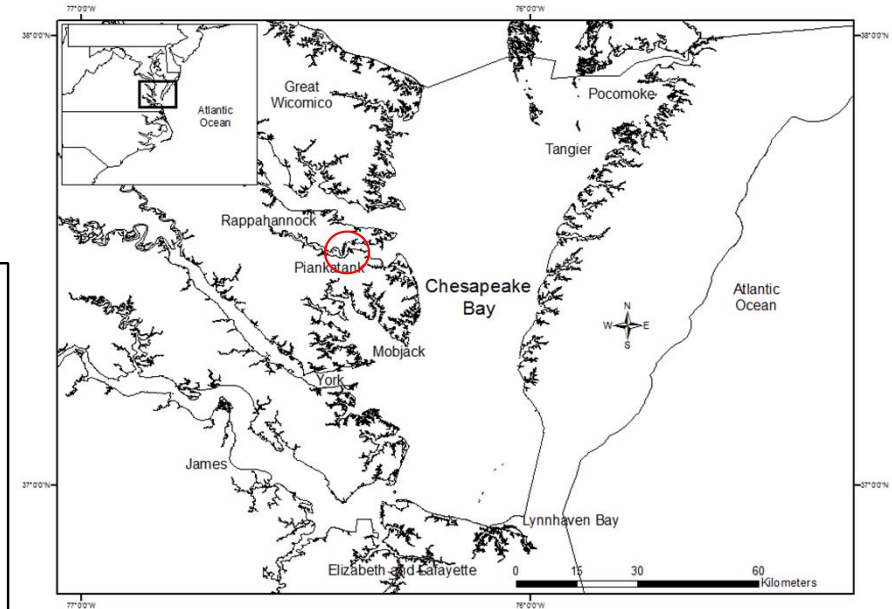 77°0'0"W
76°0'0"W
38°0'0"N
38°0'0"N
Atlantic
Ocean
Great
Wicomico
Pocomoke
Tangier
Rappahannock
Piankatank
Chesapeake
Bay
Atlantic
Ocean
N
W
E
S
Mobjack
York
James
37°0'0"N
37°0'0"N
Lynnhaven Bay
Elizabeth and Lafayette
0
15
30
60
Kilometers
77°0'0"W
76°0'0"W